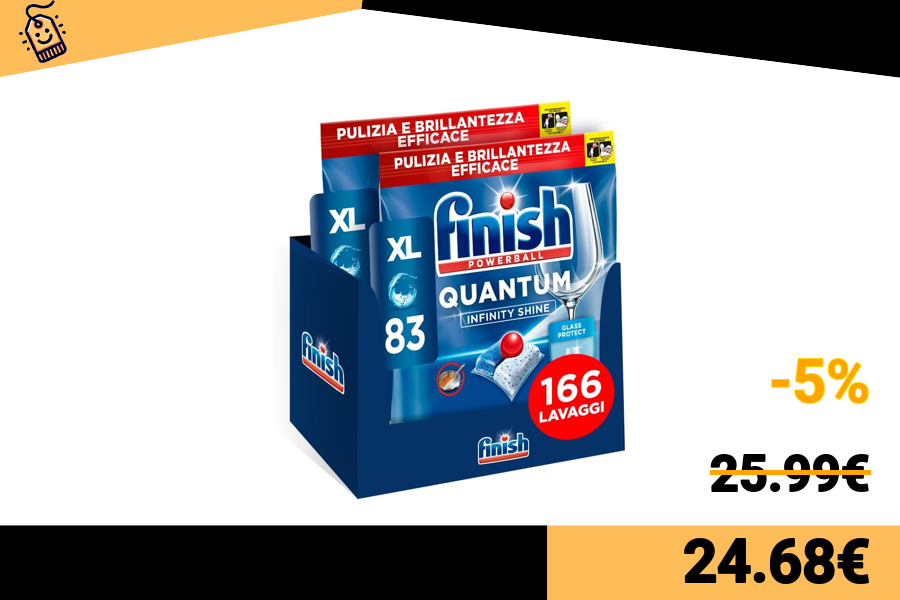 PULIZIA E BRILLANTEZZA
EFFICACE
PULIZIA E BRILLANTEZZA
EFFICACE
XL
XL
83
finish
POWERBALL
QUANTUM
INFINITY SHINE
GLASS
PROTECT
166
LAVAGGI
finish
finish
-5%
25.99€
24.68€